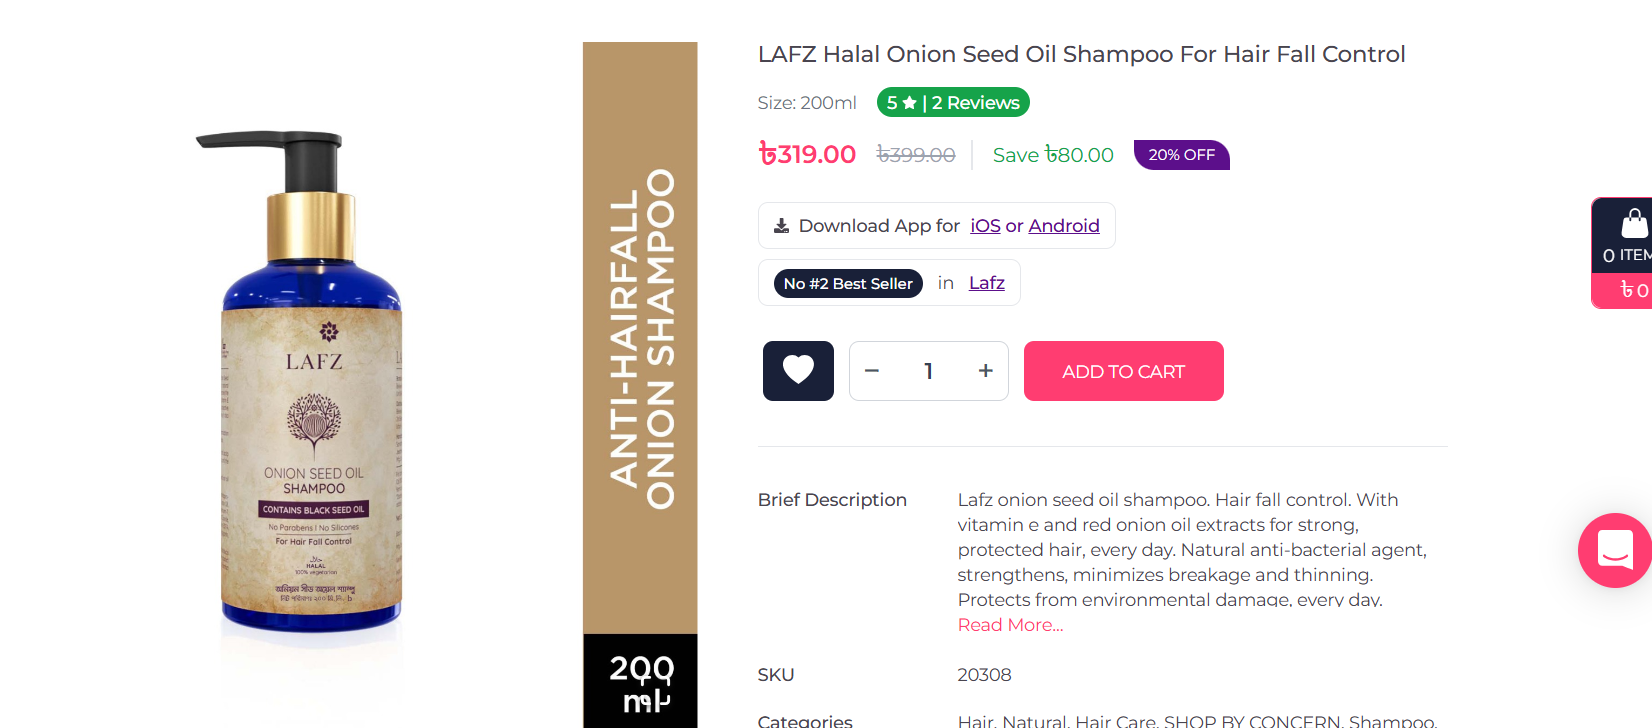 LAFZ Halal Onion Seed Oil Shampoo For Hair Fall Control
Size: 200ml
5 ★ | 2 Reviews
৳319.00
৳399.00
Save ৳80.00
20% OFF
Download App for iOS or Android
No #2 Best Seller in Lafz
− 1 +
ADD TO CART
Brief Description
Lafz onion seed oil shampoo. Hair fall control. With
vitamin e and red onion oil extracts for strong,
protected hair, every day. Natural anti-bacterial agent,
strengthens, minimizes breakage and thinning.
Protects from environmental damage, every day.
Read More...
SKU
20308
Categories
Hair, Natural, Hair Care, SHOP BY CONCERN, Shampoo,
ANTI-HAIRFALL
ONION SHAMPOO
200
ml
LAFZ
ONION SEED OIL
SHAMPOO
CONTAINS BLACK SEED OIL
No Parabens | No Silicones
For Hair Fall Control
حلال
HALAL
100% vegetarian
অনিয়ন সীড অয়েল শ্যাম্পু
0 ITEM
৳ 0